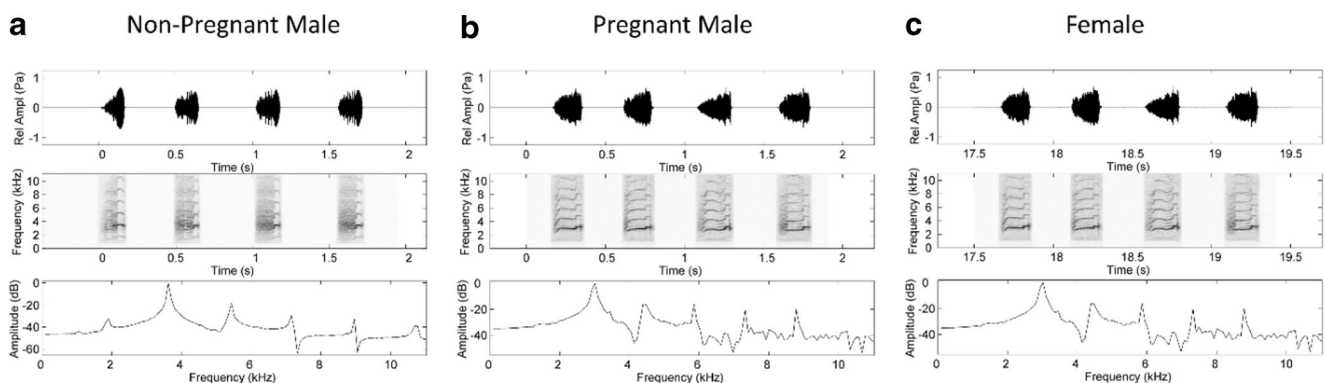 a Non-Pregnant Male
Rel Ampl (Pa)
1
0
-1
0 0.5 1 1.5 2
Time (s)
Frequency (kHz)
10
8
6
4
2
0
0 0.5 1 1.5 2
Time (s)
Amplitude (dB)
0
-20
-40
-60
0 2 4 6 8 10
Frequency (kHz)
b Pregnant Male
Rel Ampl (Pa)
1
0
-1
0 0.5 1 1.5 2
Time (s)
Frequency (kHz)
10
8
6
4
2
0
0 0.5 1 1.5 2
Time (s)
Amplitude (dB)
0
-20
-40
0 2 4 6 8 10
Frequency (kHz)
c Female
Rel Ampl (Pa)
1
0
-1
17.5 18 18.5 19 19.5
Time (s)
Frequency (kHz)
10
8
6
4
2
0
17.5 18 18.5 19 19.5
Time (s)
Amplitude (dB)
0
-20
-40
0 2 4 6 8 10
Frequency (kHz)